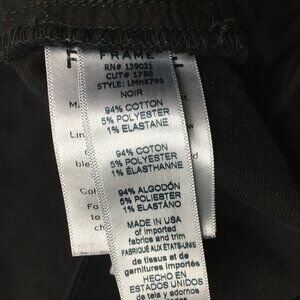 FRAME
RN# 139021
CUT# 1750
STYLE: LMHK795
NOIR
94% COTTON
5% POLYESTER
1% ELASTANE
94% COTON
5% POLYESTER
1% ÉLASTHANNE
94% ALGODÓN
5% POLIÉSTER
1% ELASTANO
MADE IN USA
of imported
fabrics and trim
FABRIQUÉ AUX ÉTATS-UNIS
de tissus et de
garnitures importés
HECHO EN
ESTADOS UNIDOS
de tela y adornos